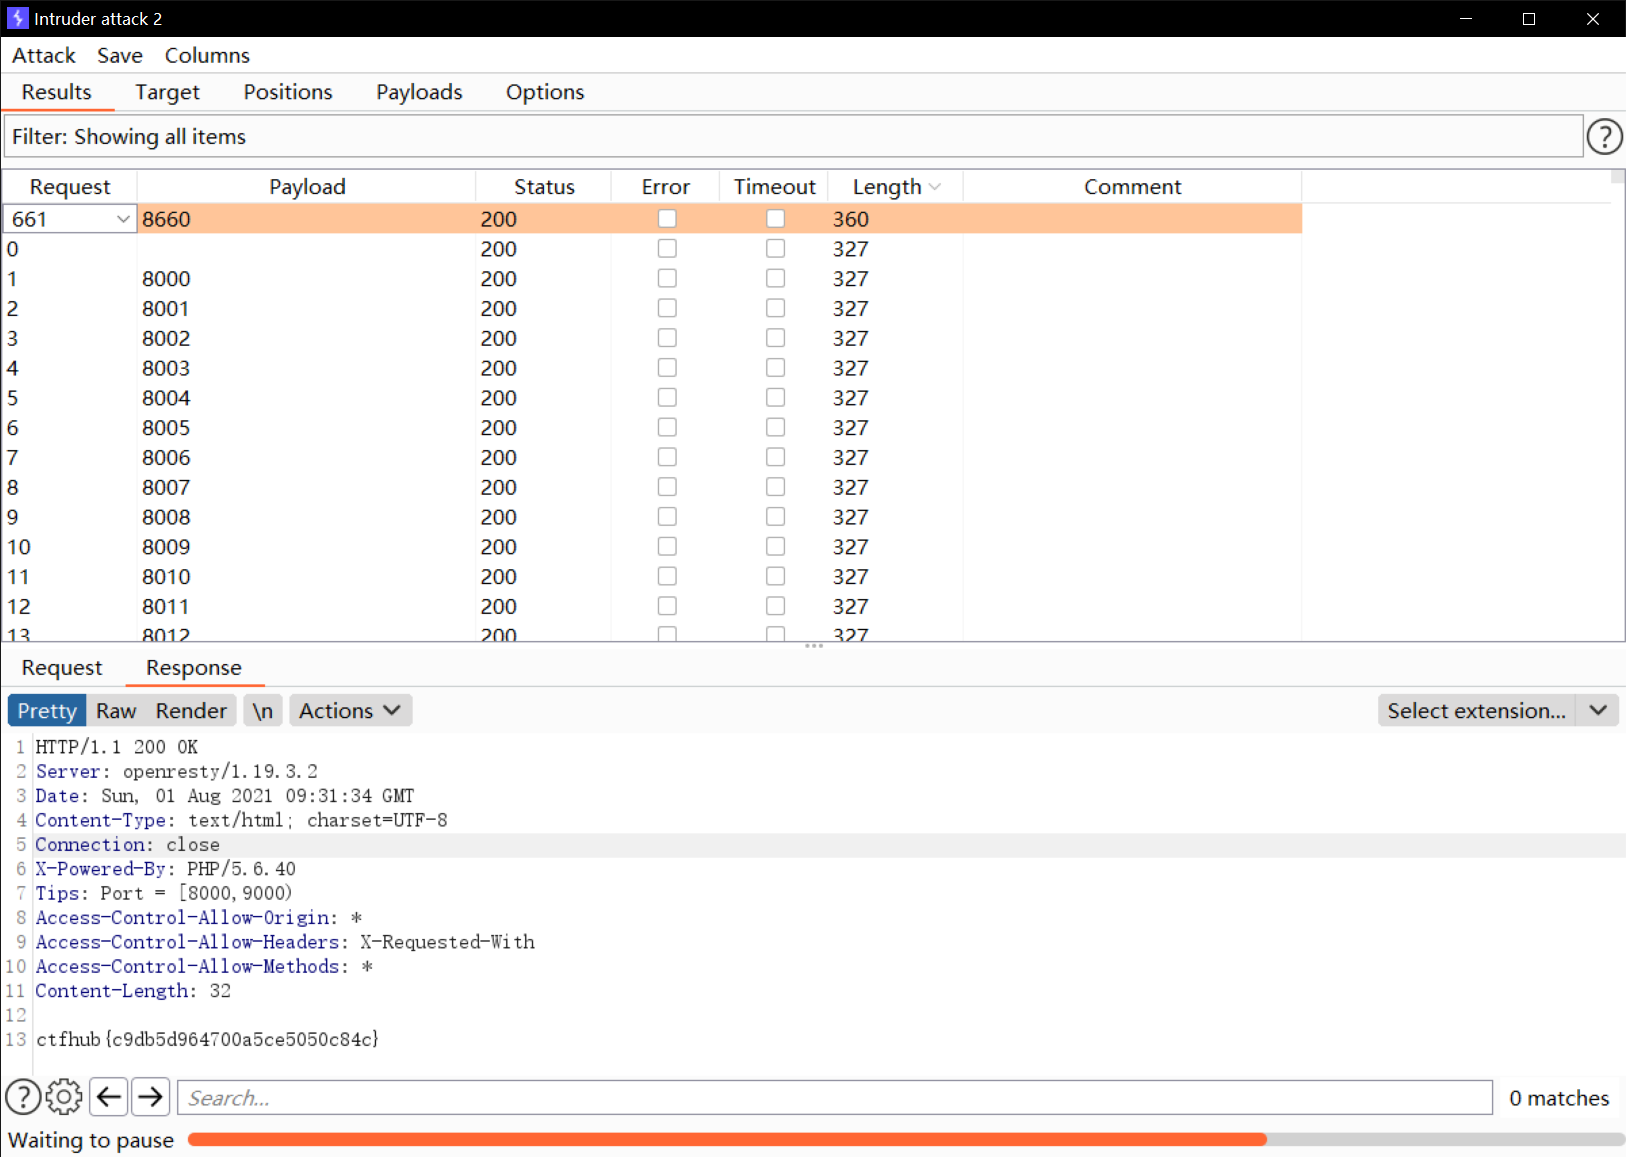 Intruder attack 2
Attack Save Columns
Results Target Positions Payloads Options
Filter: Showing all items
Request Payload Status Error Timeout Length Comment
661 8660 200 360
0 200 327
1 8000 200 327
2 8001 200 327
3 8002 200 327
4 8003 200 327
5 8004 200 327
6 8005 200 327
7 8006 200 327
8 8007 200 327
9 8008 200 327
10 8009 200 327
11 8010 200 327
12 8011 200 327
13 8012 200 327
Request Response
Pretty Raw Render \n Actions Select extension...
1 HTTP/1.1 200 OK
2 Server: openresty/1.19.3.2
3 Date: Sun, 01 Aug 2021 09:31:34 GMT
4 Content-Type: text/html; charset=UTF-8
5 Connection: close
6 X-Powered-By: PHP/5.6.40
7 Tips: Port = [8000,9000)
8 Access-Control-Allow-Origin: *
9 Access-Control-Allow-Headers: X-Requested-With
10 Access-Control-Allow-Methods: *
11 Content-Length: 32
12
13 ctfhub{c9db5d964700a5ce5050c84c}
Search... 0 matches
Waiting to pause